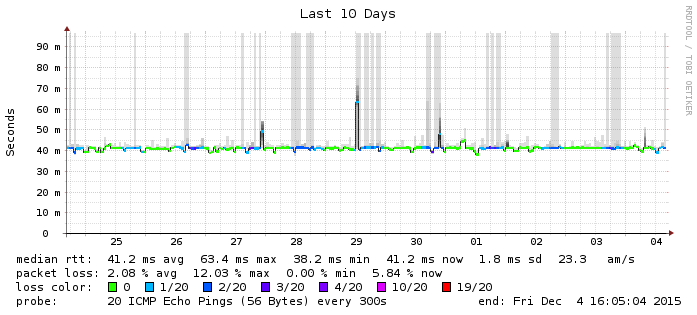 Last 10 Days
RRDTOOL / TOBI OETIKER
Seconds
90 m
80 m
70 m
60 m
50 m
40 m
30 m
20 m
10 m
0
25 26 27 28 29 30 01 02 03 04
median rtt: 41.2 ms avg 63.4 ms max 38.2 ms min 41.2 ms now 1.8 ms sd 23.3 am/s
packet loss: 2.08 % avg 12.03 % max 0.00 % min 5.84 % now
loss color: 0 1/20 2/20 3/20 4/20 10/20 19/20
probe: 20 ICMP Echo Pings (56 Bytes) every 300s end: Fri Dec 4 16:05:04 2015